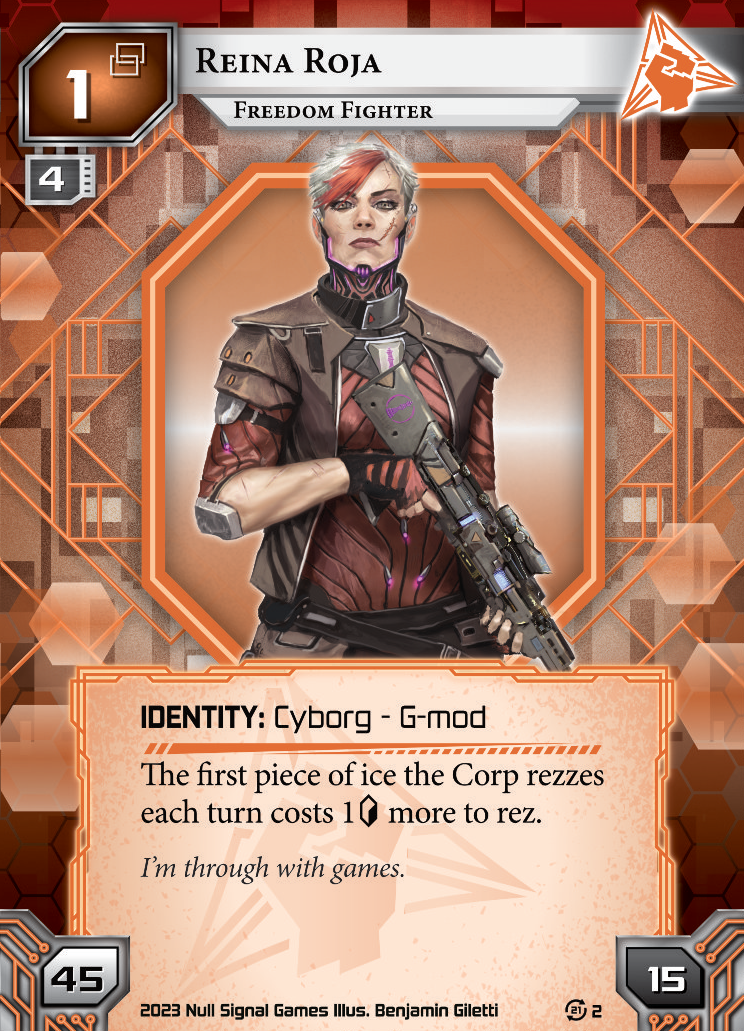 1
Reina Roja
Freedom Fighter
4
IDENTITY: Cyborg - G-mod
The first piece of ice the Corp rezzes
each turn costs 1 more to rez.
I'm through with games.
45
15
2023 Null Signal Games Illus. Benjamin Giletti
21 2